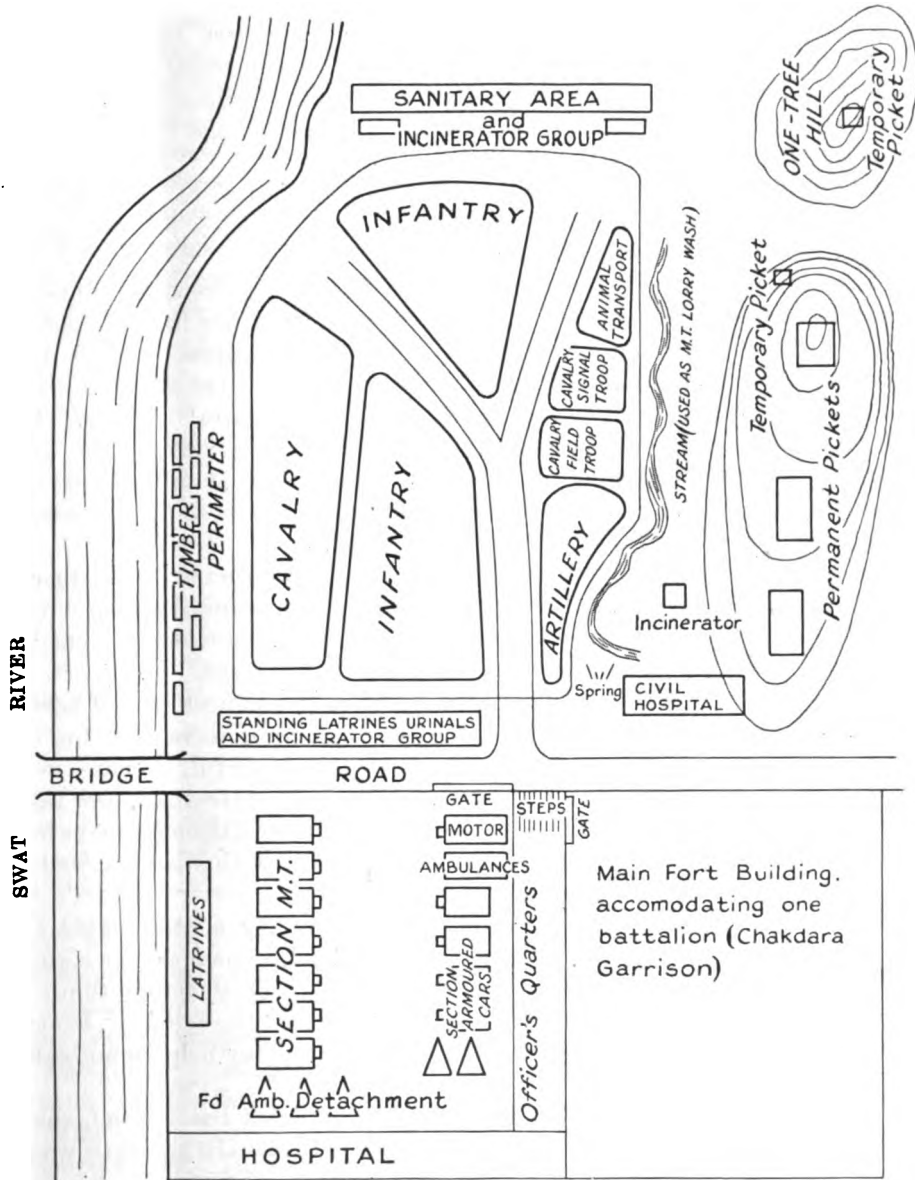 SANITARY AREA
and
INCINERATOR GROUP
ONE-TREE
HILL
Temporary
Picket
INFANTRY
ANIMAL
TRANSPORT
CAVALRY
SIGNAL
TROOP
CAVALRY
FIELD
TROOP
STREAM (USED AS M.T. LORRY WASH)
Temporary Picket
Permanent Pickets
TIMBER
PERIMETER
CAVALRY
INFANTRY
ARTILLERY
Incinerator
Spring
CIVIL
HOSPITAL
STANDING LATRINES URINALS
AND INCINERATOR GROUP
RIVER
BRIDGE
ROAD
SWAT
GATE
STEPS
GATE
MOTOR
AMBULANCES
LATRINES
SECTION M.T.
SECTION
ARMOURED
CARS
Officer's Quarters
Main Fort Building.
accomodating one
battalion (Chakdara
Garrison)
Fd Amb. Detachment
HOSPITAL